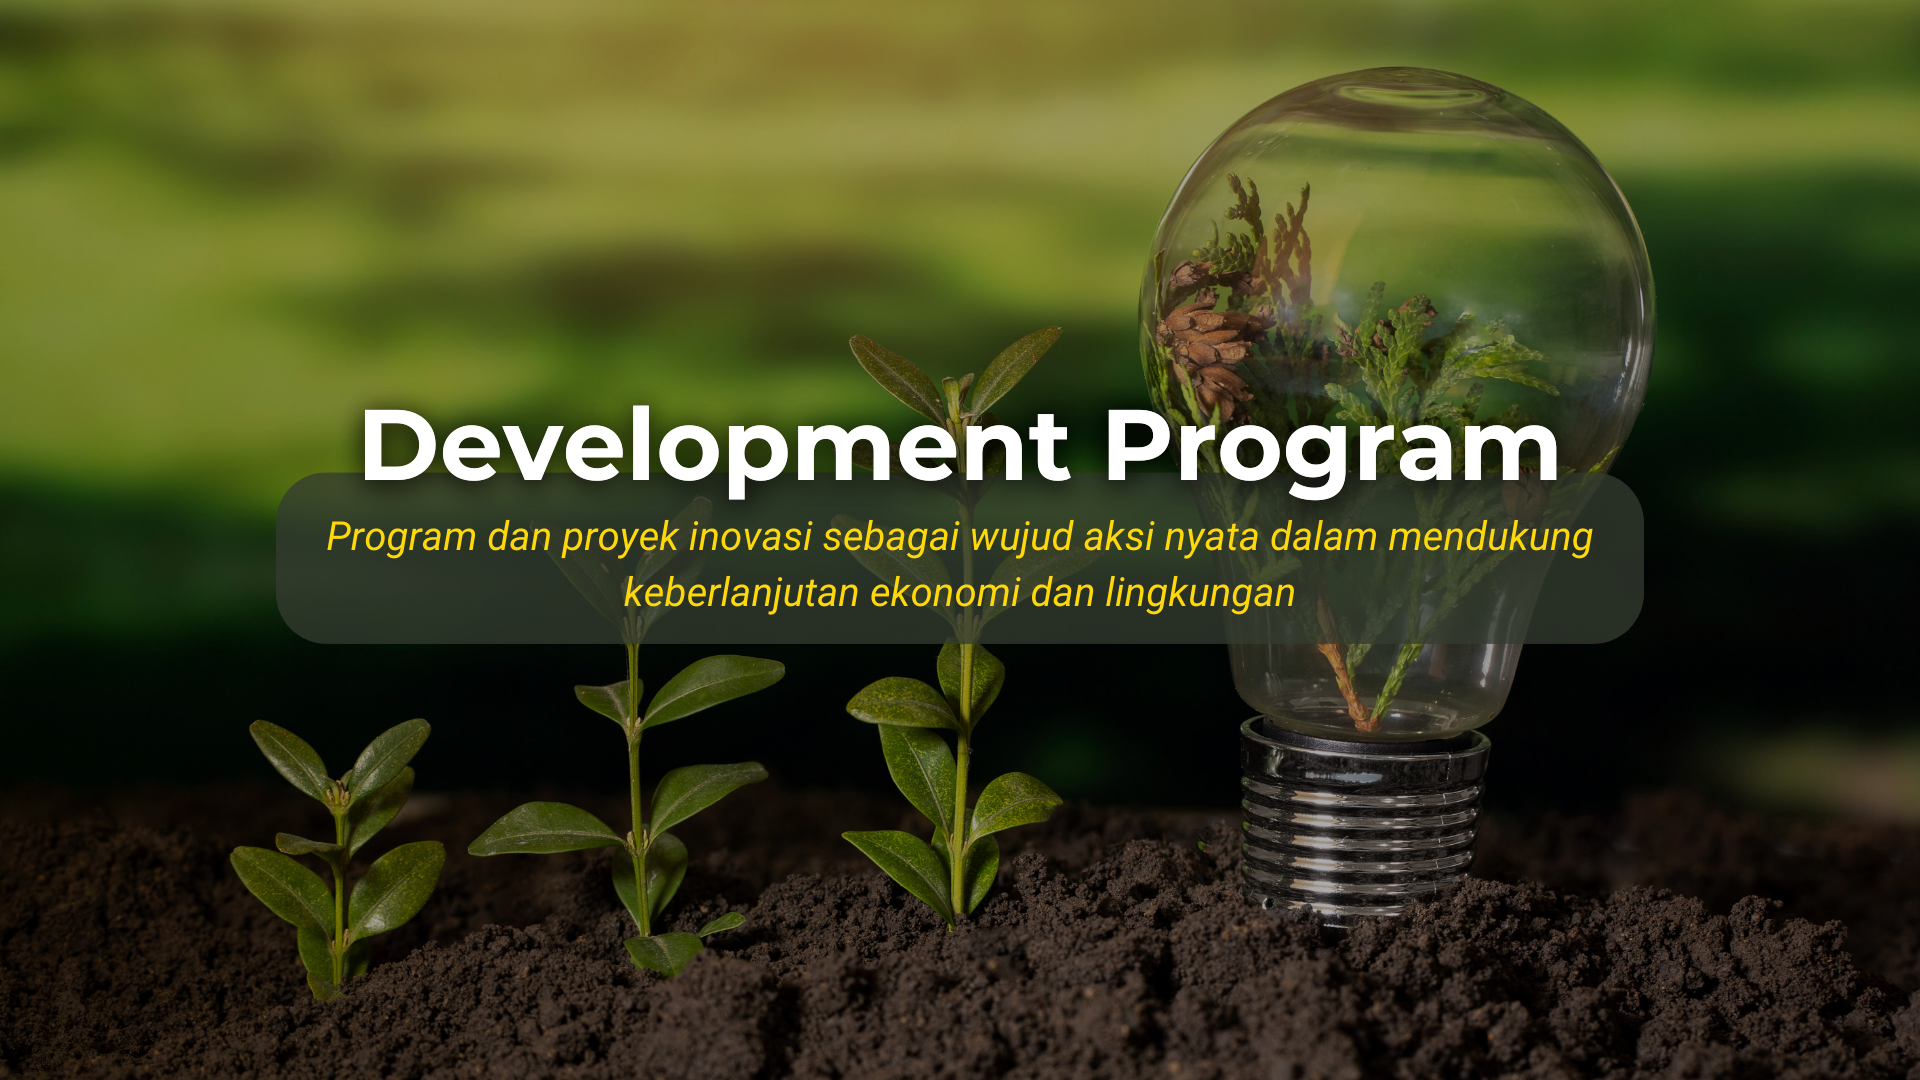 Development Program
Program dan proyek inovasi sebagai wujud aksi nyata dalam mendukung
keberlanjutan ekonomi dan lingkungan